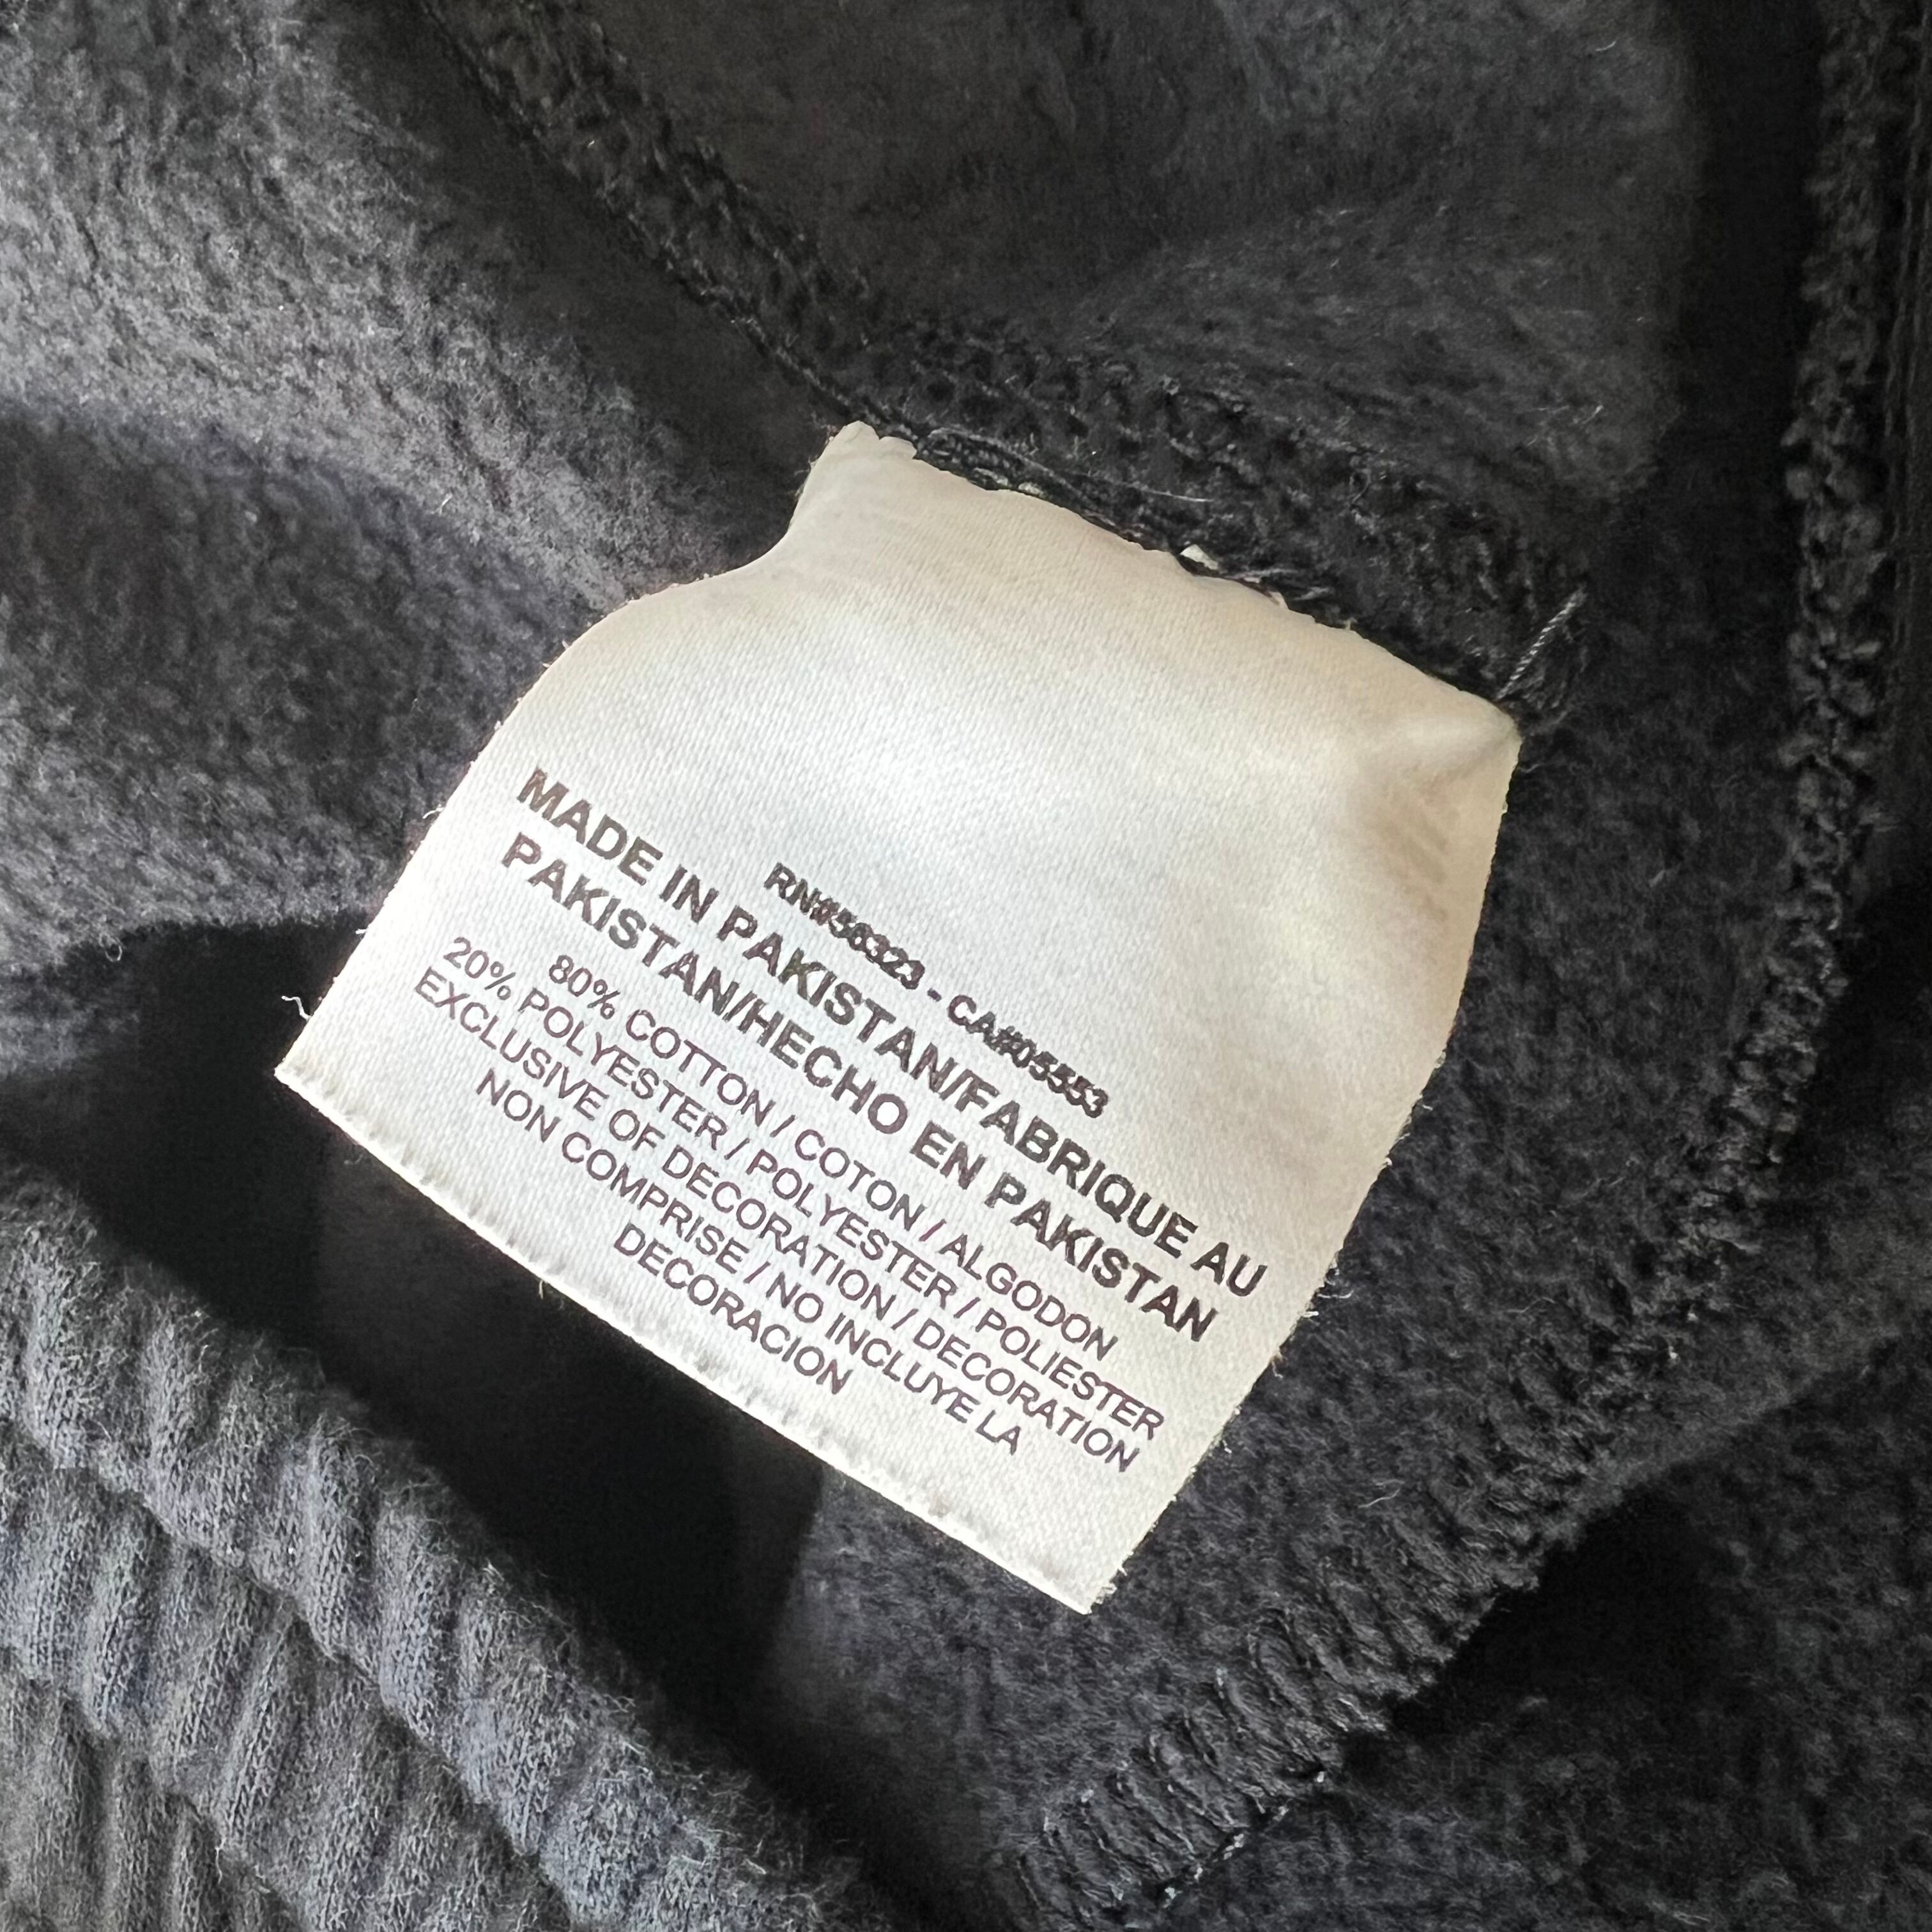 RN#56323 - CA#05553
MADE IN PAKISTAN/FABRIQUE AU
PAKISTAN/HECHO EN PAKISTAN
80% COTTON / COTON / ALGODON
20% POLYESTER / POLYESTER / POLIESTER
EXCLUSIVE OF DECORATION / DECORATION
NON COMPRISE / NO INCLUYE LA
DECORACION